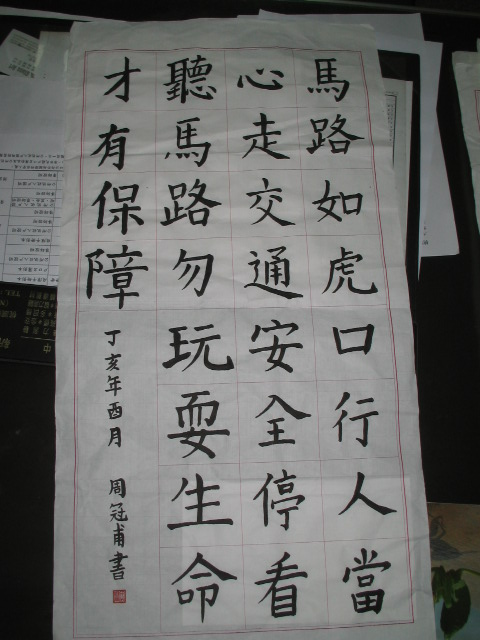 馬路如虎口行人當
心走交通安全停看
聽馬路勿玩耍生命
才有保障
丁亥年酉月
周冠甫書